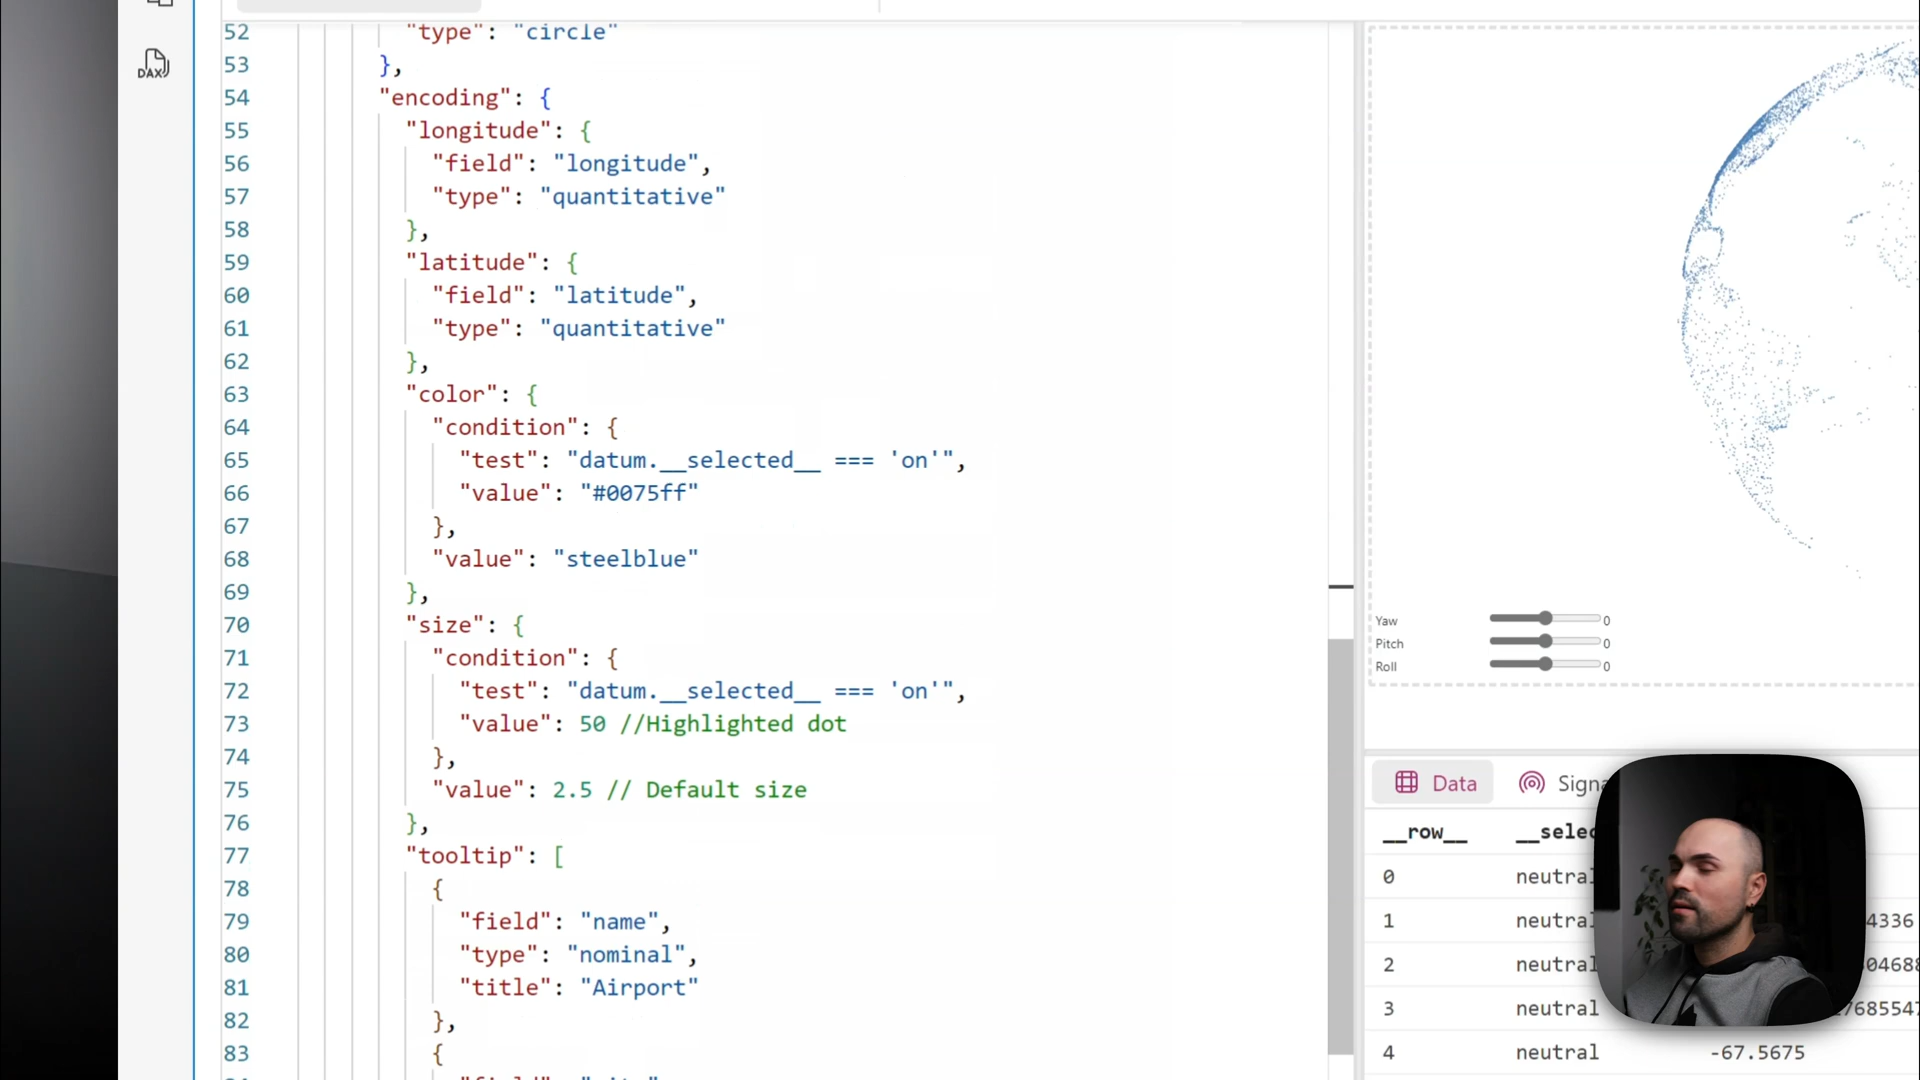 DAX
52 "type": "circle"
53 },
54 "encoding": {
55 "longitude": {
56 "field": "longitude",
57 "type": "quantitative"
58 },
59 "latitude": {
60 "field": "latitude",
61 "type": "quantitative"
62 },
63 "color": {
64 "condition": {
65 "test": "datum.__selected__ === 'on'",
66 "value": "#0075ff"
67 },
68 "value": "steelblue"
69 },
70 "size": {
71 "condition": {
72 "test": "datum.__selected__ === 'on'",
73 "value": 50 //Highlighted dot
74 },
75 "value": 2.5 // Default size
76 },
77 "tooltip": [
78 {
79 "field": "name",
80 "type": "nominal",
81 "title": "Airport"
82 },
83 {
Yaw 0
Pitch 0
Roll 0
Data Signa
__row__ __selec
0 neutral
1 neutral 4336
2 neutral 04688
3 neutral 7685547
4 neutral -67.5675